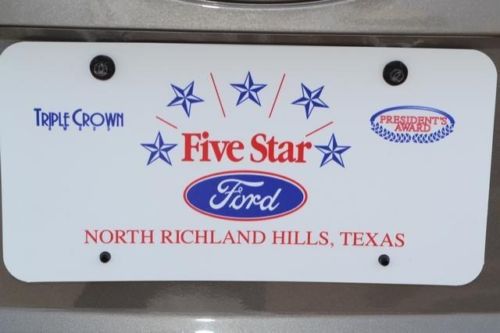 TRIPLE CROWN
PRESIDENT'S
AWARD
Five Star
Ford
NORTH RICHLAND HILLS, TEXAS